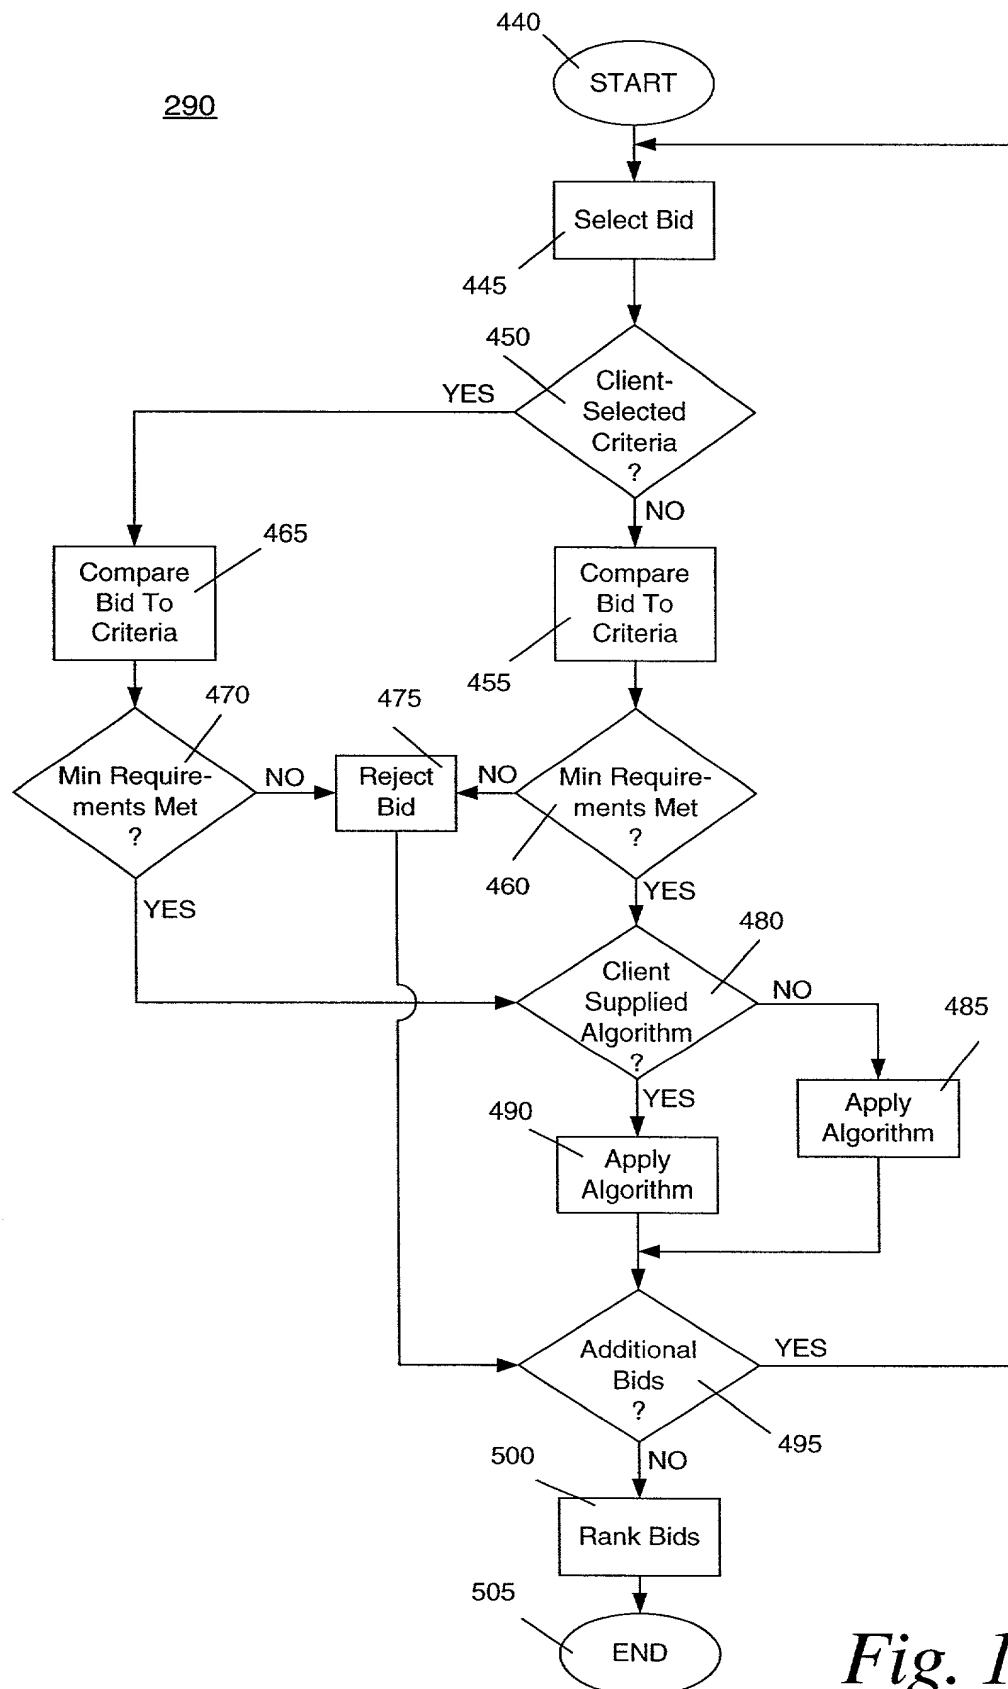 440
START
290
Select Bid
445
450
Client-
Selected
Criteria
?
YES
NO
465
Compare
Bid To
Criteria
Compare
Bid To
Criteria
455
470
475
Min Require-
ments Met
?
NO
Reject
Bid
NO
Min Require-
ments Met
?
460
YES
YES
480
Client
Supplied
Algorithm
?
NO
485
YES
490
Apply
Algorithm
Apply
Algorithm
Additional
Bids
?
YES
495
500
NO
Rank Bids
505
END
Fig. 1